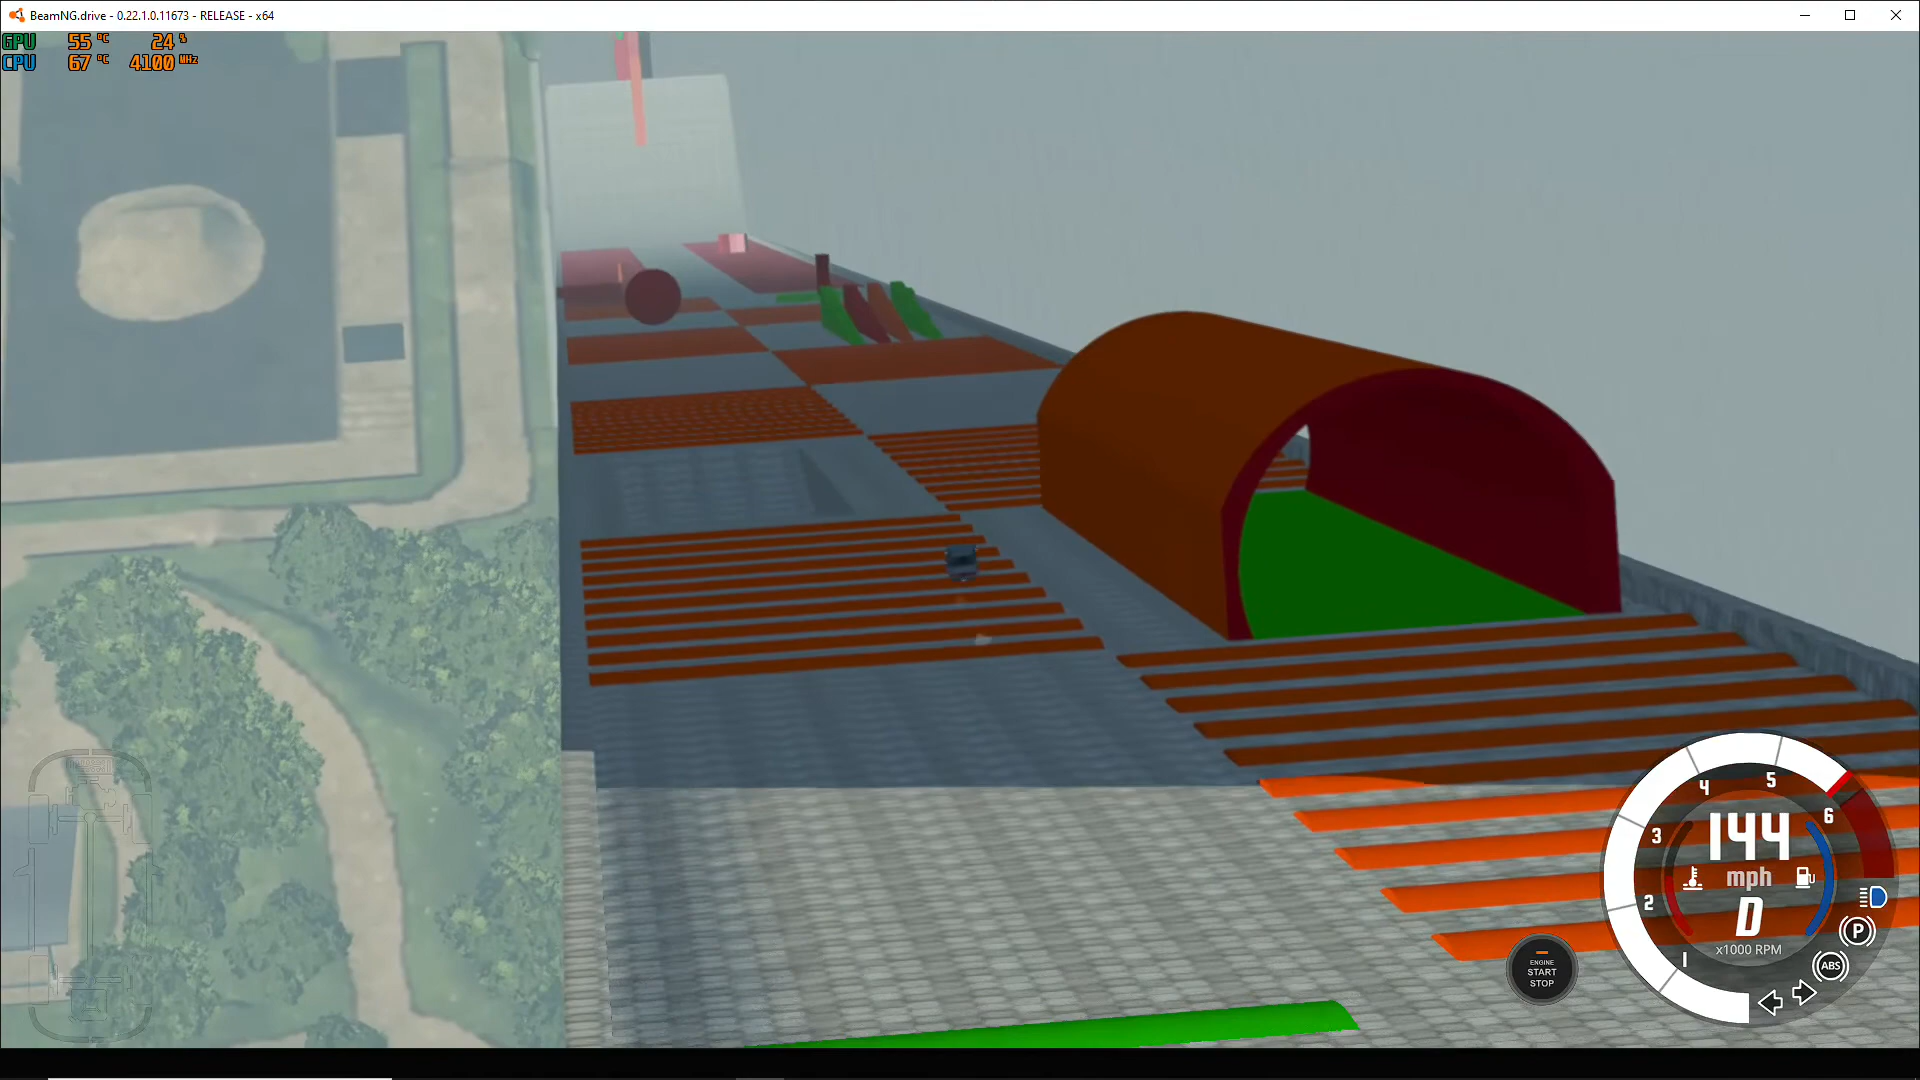 BeamNG.drive - 0.22.1.0.11673 - RELEASE - x64
GPU 55 °C 24 %
CPU 67 °C 4100 MHz
4 5
3 6
144
mph
2 D
x1000 RPM
1
P
ABS
ENGINE
START
STOP